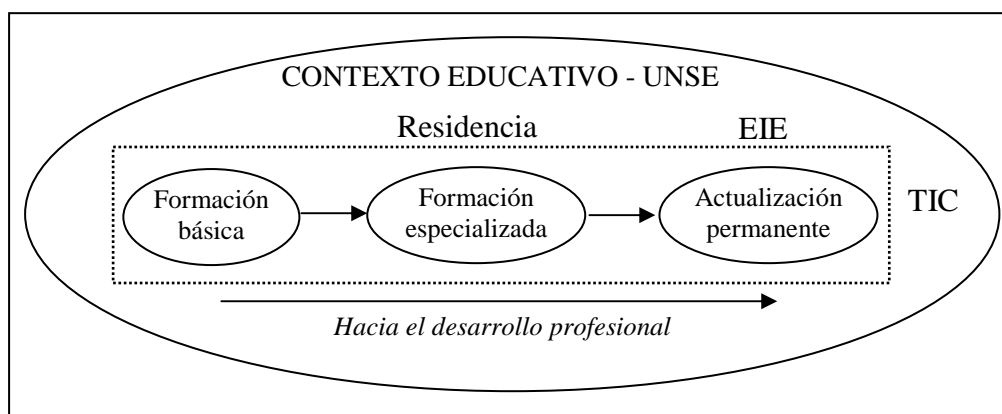 CONTEXTO EDUCATIVO - UNSE
Residencia
EIE
Formación
básica
Formación
especializada
Actualización
permanente
TIC
Hacia el desarrollo profesional